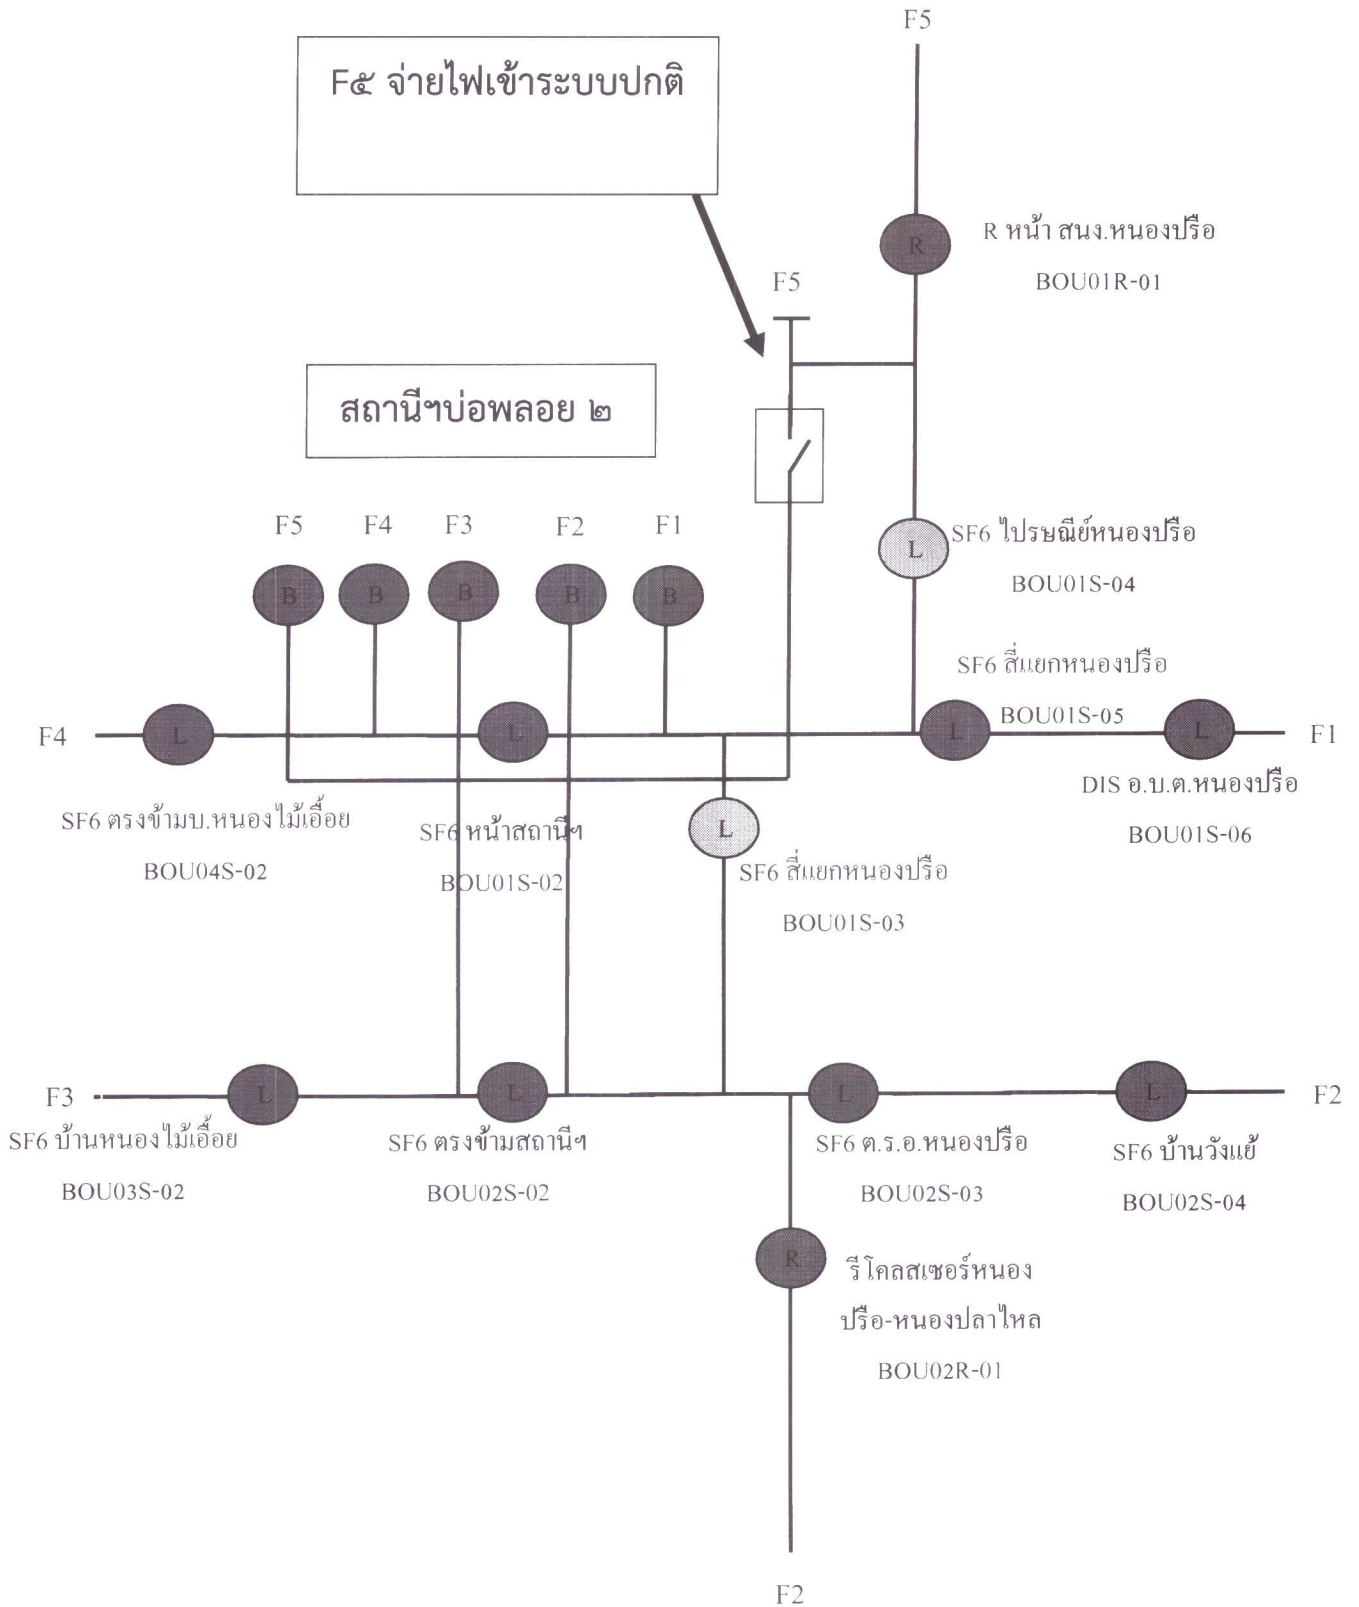 F5
F๕ จ่ายไฟเข้าระบบปกติ
R
R หน้า สนง.หนองปรือ
BOU01R-01
F5
สถานีฯบ่อพลอย ๒
L
SF6 ไปรษณีย์หนองปรือ
BOU01S-04
F5 F4 F3 F2 F1
B B B B B
SF6 สี่แยกหนองปรือ
BOU01S-05
F4 L L L L F1
DIS อ.บ.ต.หนองปรือ
BOU01S-06
SF6 ตรงข้ามบ.หนองไม้เอื้อย
BOU04S-02
SF6 หน้าสถานีฯ
BOU01S-02
L
SF6 สี่แยกหนองปรือ
BOU01S-03
F3 L L L L F2
SF6 บ้านหนองไม้เอื้อย
BOU03S-02
SF6 ตรงข้ามสถานีฯ
BOU02S-02
SF6 ต.ร.อ.หนองปรือ
BOU02S-03
SF6 บ้านวังแย้
BOU02S-04
R
รีโคลสเซอร์หนอง
ปรือ-หนองปลาไหล
BOU02R-01
F2